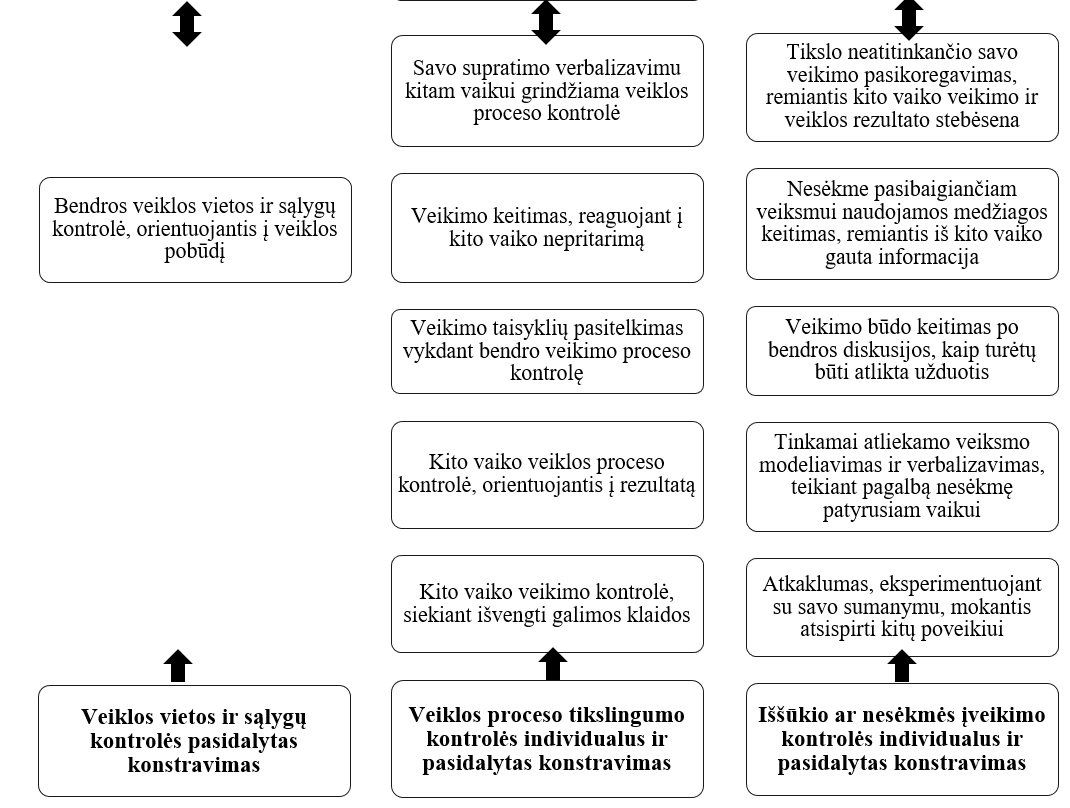 Savo supratimo verbalizavimu
kitam vaikui grindžiama veiklos
proceso kontrolė
Tikslo neatitinkančio savo
veikimo pasikoregavimas,
remiantis kito vaiko veikimo ir
veiklos rezultato stebėsena
Bendros veiklos vietos ir sąlygų
kontrolė, orientuojantis į veiklos
pobūdį
Veikimo keitimas, reaguojant į
kito vaiko nepritarimą
Nesėkme pasibaigiančiam
veiksmui naudojamos medžiagos
keitimas, remiantis iš kito vaiko
gauta informacija
Veikimo taisyklių pasitelkimas
vykdant bendro veikimo proceso
kontrolę
Veikimo būdo keitimas po
bendros diskusijos, kaip turėtų
būti atlikta užduotis
Kito vaiko veiklos proceso
kontrolė, orientuojantis į rezultatą
Tinkamai atliekamo veiksmo
modeliavimas ir verbalizavimas,
teikiant pagalbą nesėkmę
patyrusiam vaikui
Kito vaiko veikimo kontrolė,
siekiant išvengti galimos klaidos
Atkaklumas, eksperimentuojant
su savo sumanymu, mokantis
atsispirti kitų poveikiui
Veiklos vietos ir sąlygų
kontrolės pasidalytas
konstravimas
Veiklos proceso tikslingumo
kontrolės individualus ir
pasidalytas konstravimas
Iššūkio ar nesėkmės įveikimo
kontrolės individualus ir
pasidalytas konstravimas